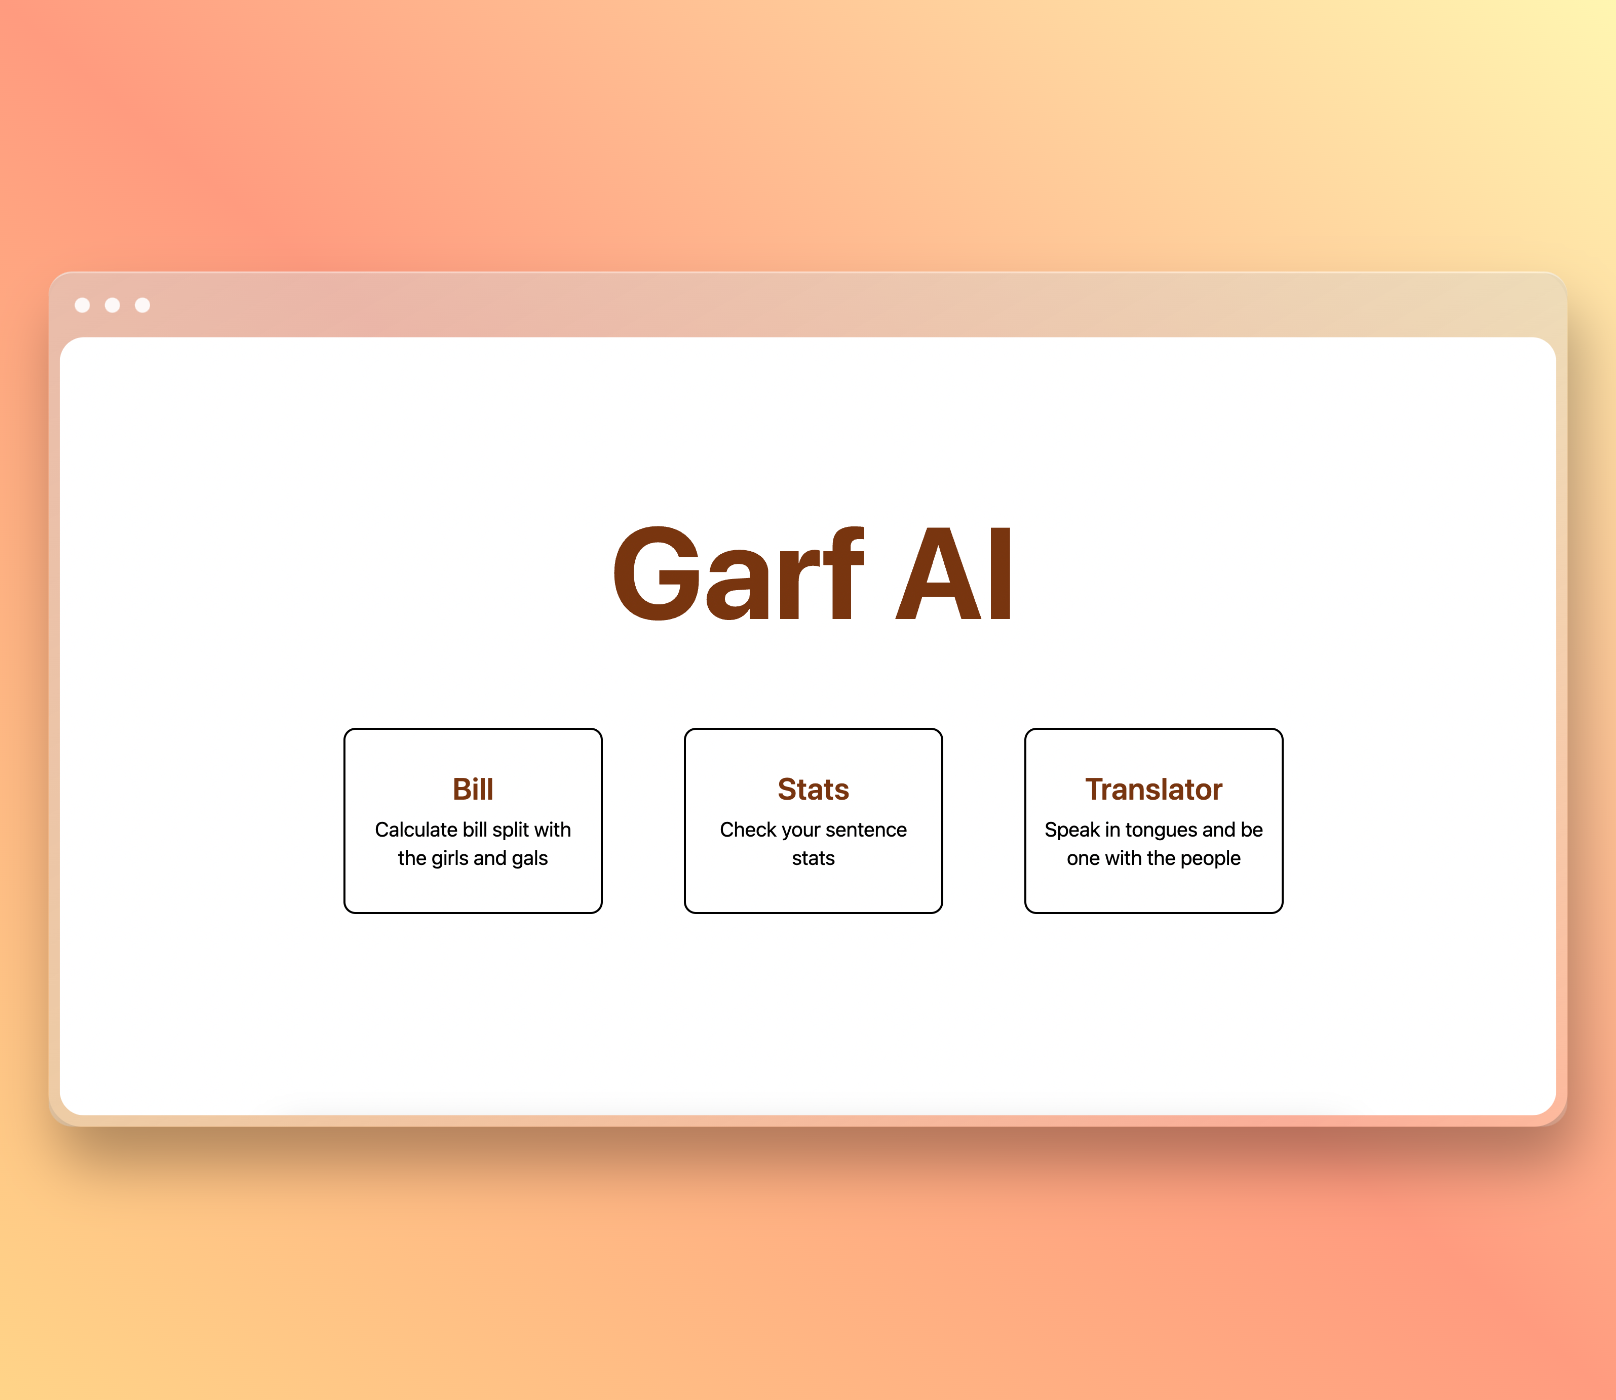 Garf AI
Bill
Calculate bill split with
the girls and gals
Stats
Check your sentence
stats
Translator
Speak in tongues and be
one with the people